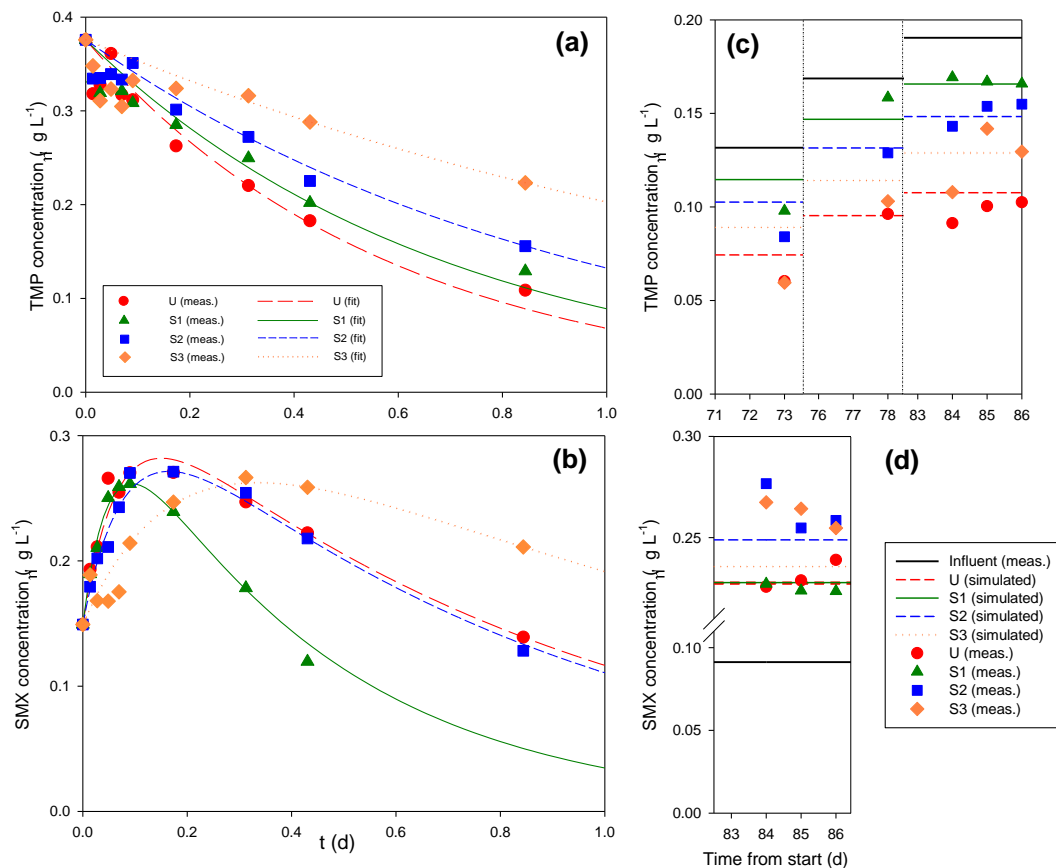 (a)
TMP concentration (η g L⁻¹)
0.4
0.3
0.2
0.1
0.0
U (meas.) U (fit)
S1 (meas.) S1 (fit)
S2 (meas.) S2 (fit)
S3 (meas.) S3 (fit)
0.0 0.2 0.4 0.6 0.8 1.0
(c)
TMP concentration (η g L⁻¹)
0.20
0.15
0.10
0.05
0.00
71 72 73 76 77 78 83 84 85 86
(b)
SMX concentration (η g L⁻¹)
0.3
0.2
0.1
0.0
0.0 0.2 0.4 0.6 0.8 1.0
t (d)
(d)
SMX concentration (η g L⁻¹)
0.30
0.25
0.10
0.05
0.00
83 84 85 86
Time from start (d)
Influent (meas.)
U (simulated)
S1 (simulated)
S2 (simulated)
S3 (simulated)
U (meas.)
S1 (meas.)
S2 (meas.)
S3 (meas.)